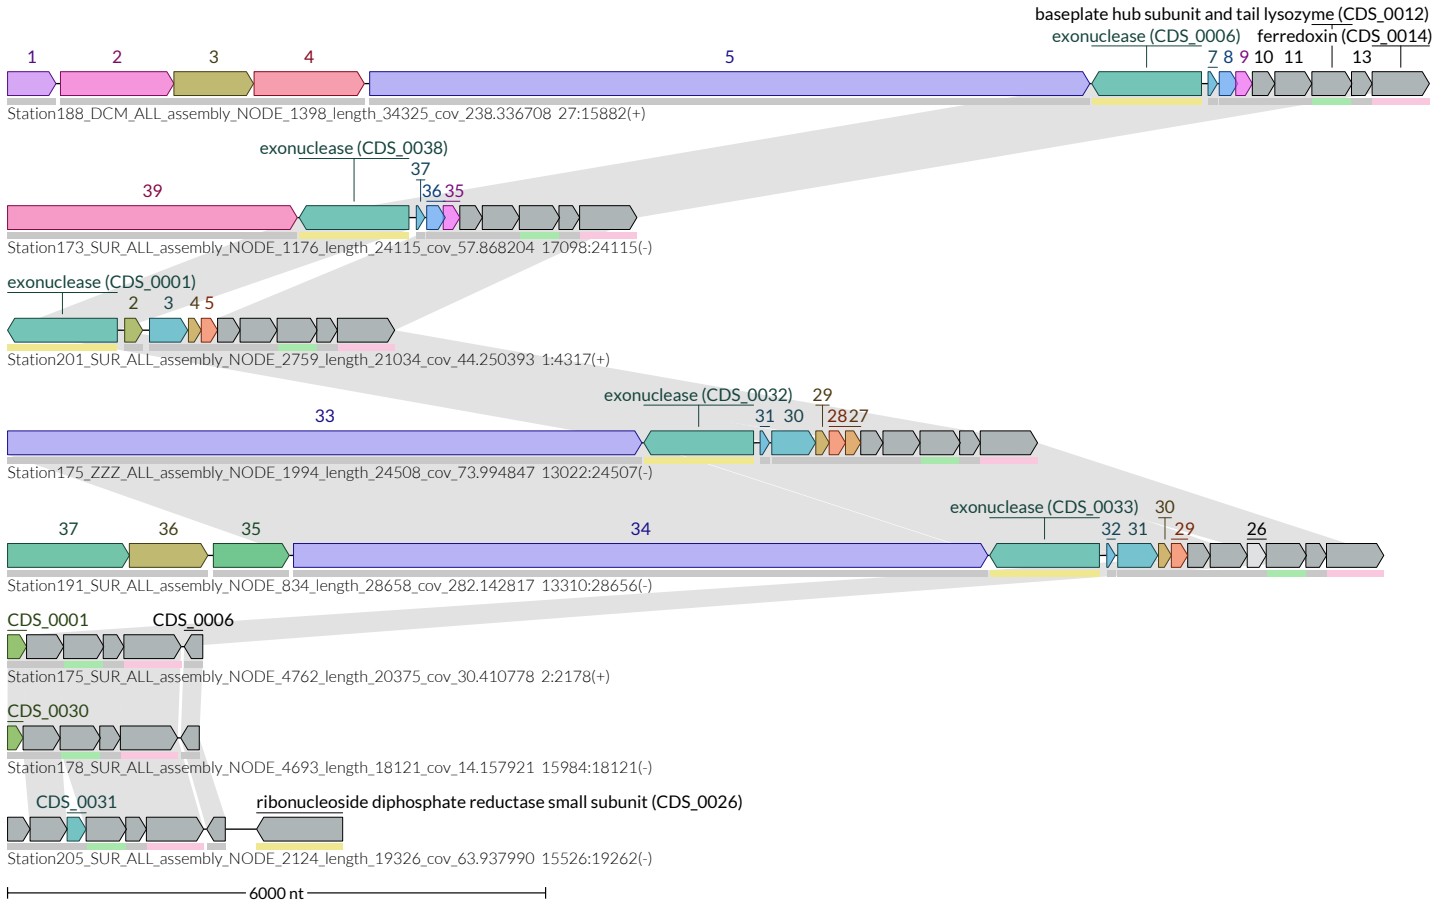 baseplate hub subunit and tail lysozyme (CDS_0012)
exonuclease (CDS_0006) ferredoxin (CDS_0014)
1 2 3 4 5 7 8 9 10 11 13
Station188_DCM_ALL_assembly_NODE_1398_length_34325_cov_238.336708 27:15882(+)
exonuclease (CDS_0038)
37
39 36 35
Station173_SUR_ALL_assembly_NODE_1176_length_24115_cov_57.868204 17098:24115(-)
exonuclease (CDS_0001)
2 3 4 5
Station201_SUR_ALL_assembly_NODE_2759_length_21034_cov_44.250393 1:4317(+)
exonuclease (CDS_0032) 29
33 31 30 28 27
Station175_ZZZ_ALL_assembly_NODE_1994_length_24508_cov_73.994847 13022:24507(-)
exonuclease (CDS_0033) 30
37 36 35 34 32 31 29 26
Station191_SUR_ALL_assembly_NODE_834_length_28658_cov_282.142817 13310:28656(-)
CDS_0001 CDS_0006
Station175_SUR_ALL_assembly_NODE_4762_length_20375_cov_30.410778 2:2178(+)
CDS_0030
Station178_SUR_ALL_assembly_NODE_4693_length_18121_cov_14.157921 15984:18121(-)
CDS_0031 ribonucleoside diphosphate reductase small subunit (CDS_0026)
Station205_SUR_ALL_assembly_NODE_2124_length_19326_cov_63.937990 15526:19262(-)
6000 nt